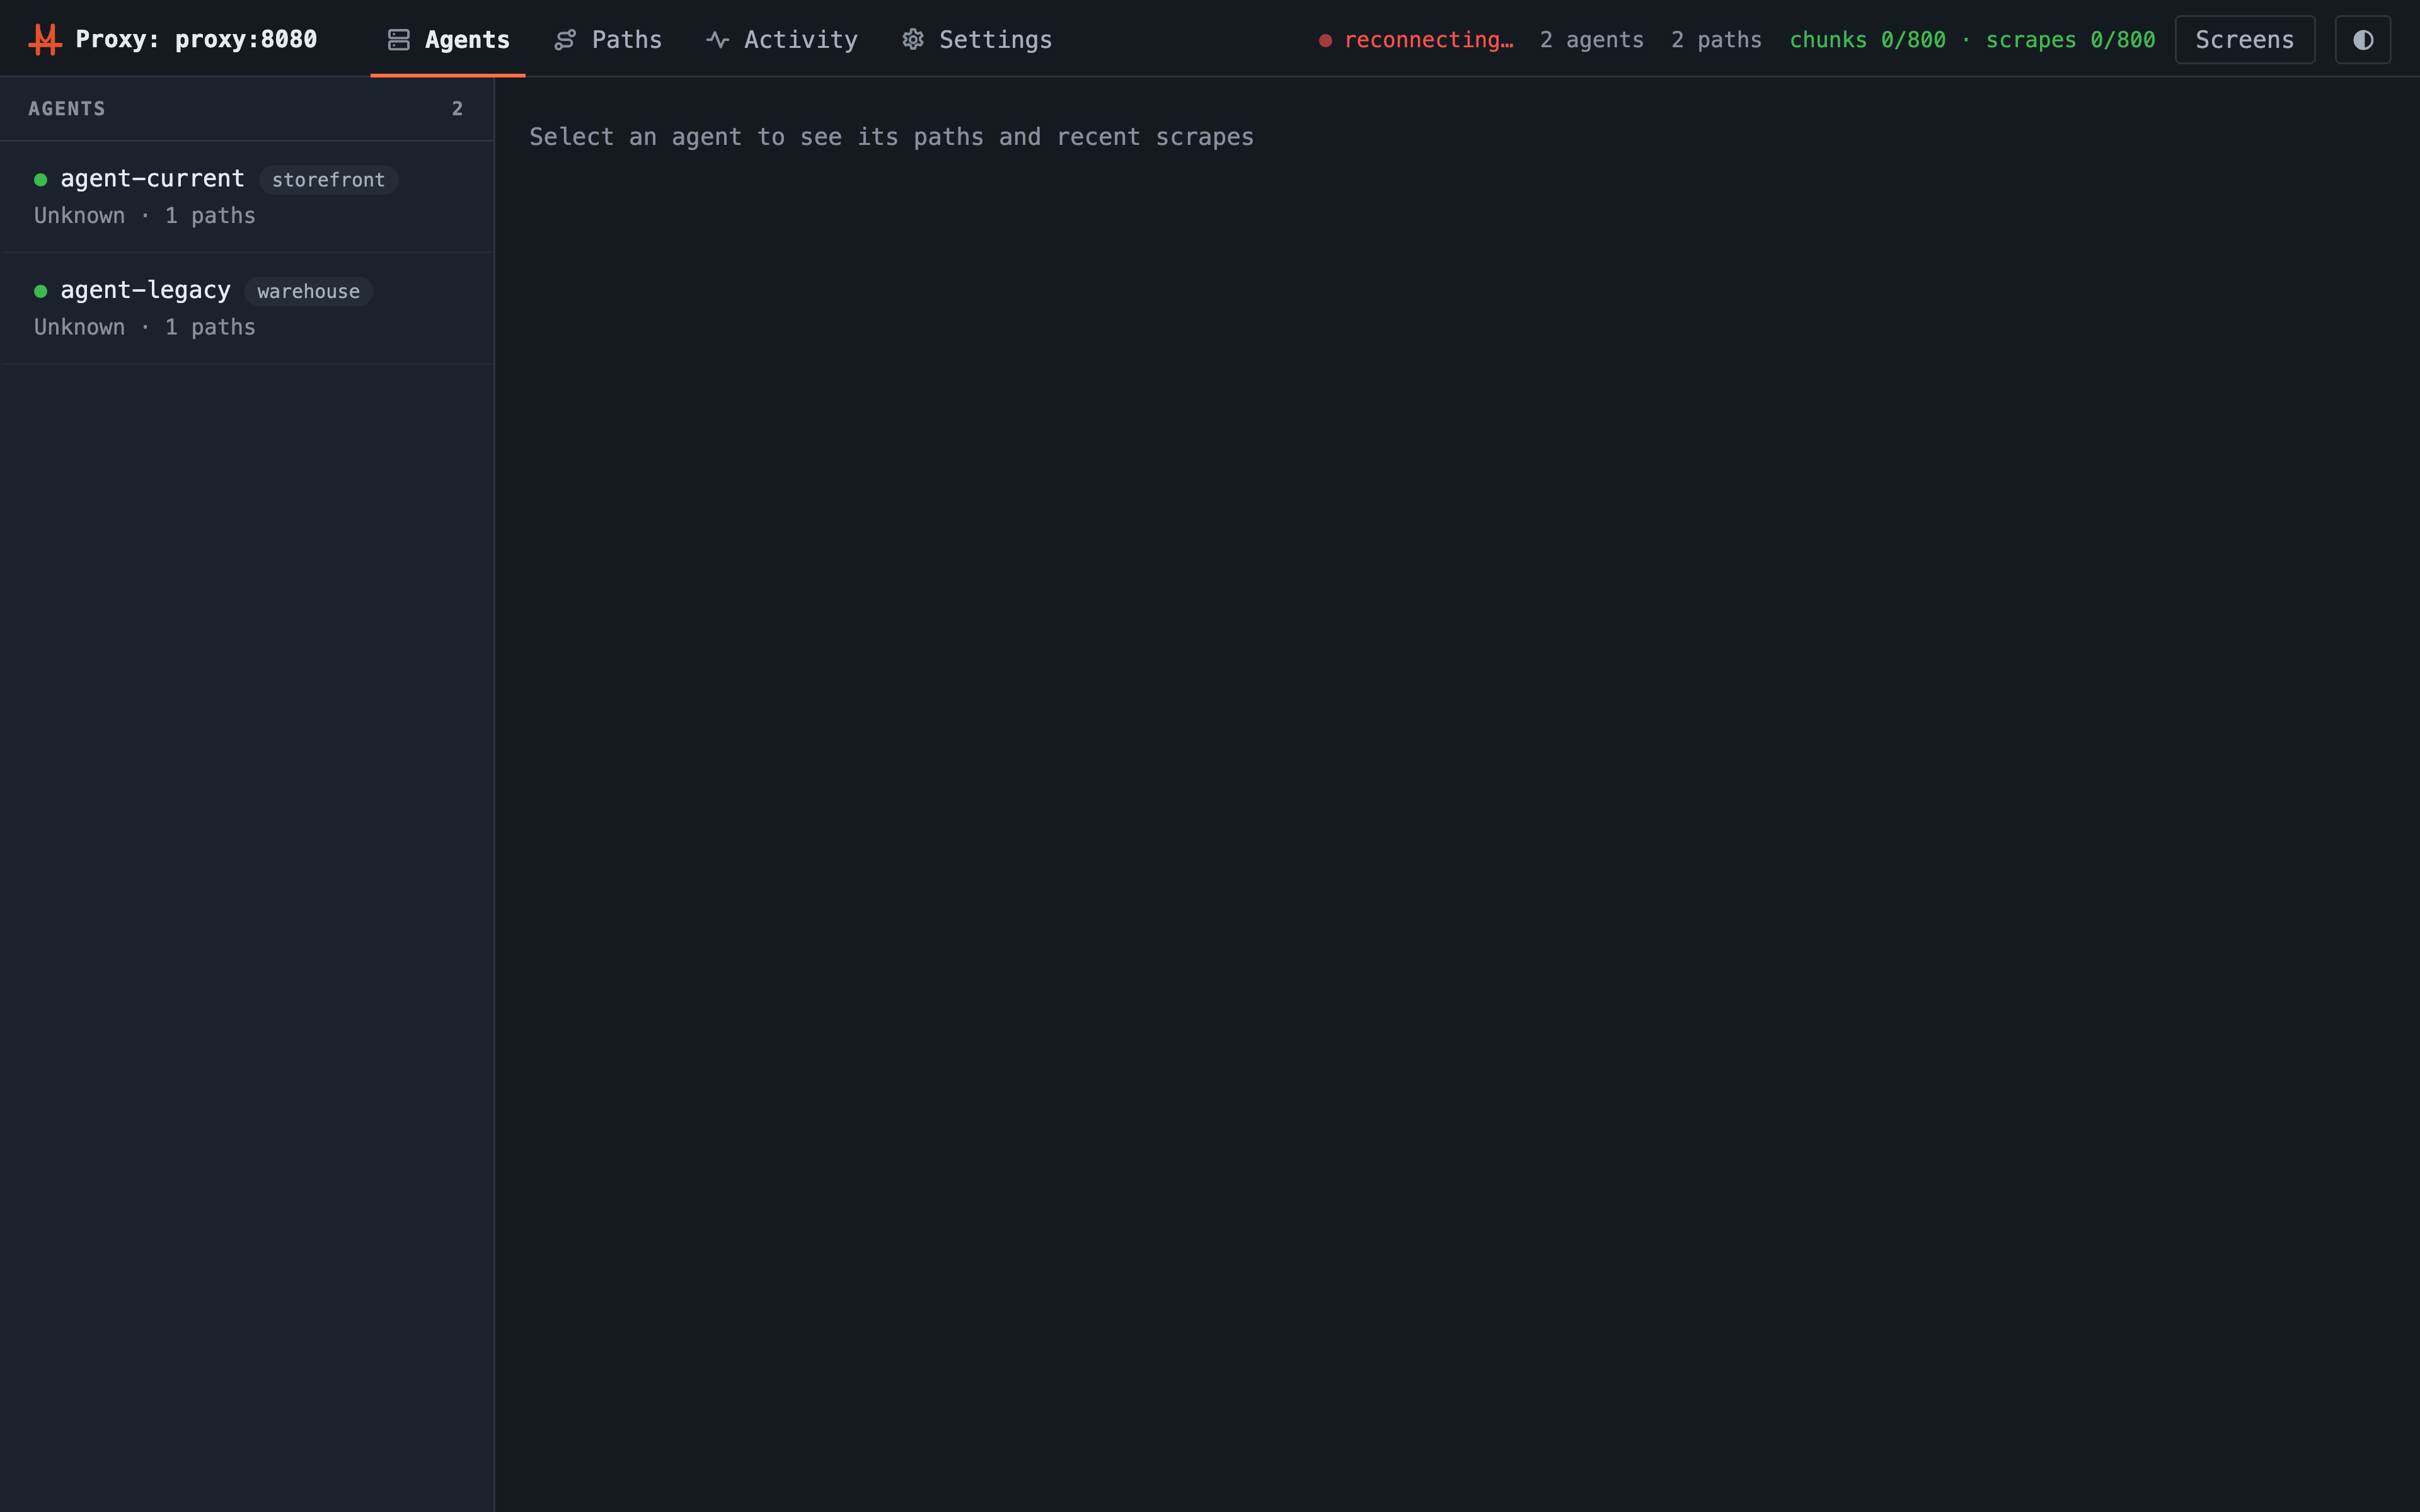 Proxy: proxy:8080 Agents Paths Activity Settings reconnecting… 2 agents 2 paths chunks 0/800 · scrapes 0/800 Screens
AGENTS 2
Select an agent to see its paths and recent scrapes
agent-current storefront
Unknown · 1 paths
agent-legacy warehouse
Unknown · 1 paths